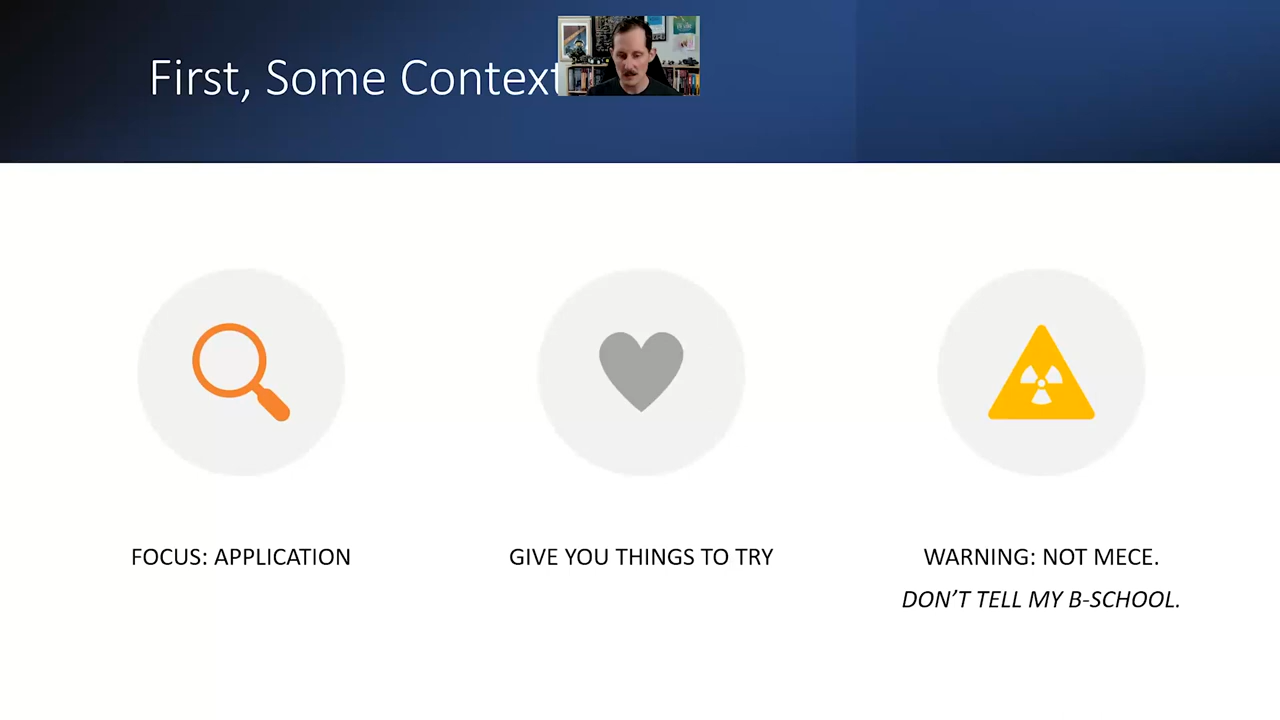 First, Some Context
FOCUS: APPLICATION
GIVE YOU THINGS TO TRY
WARNING: NOT MECE.
DON'T TELL MY B-SCHOOL.